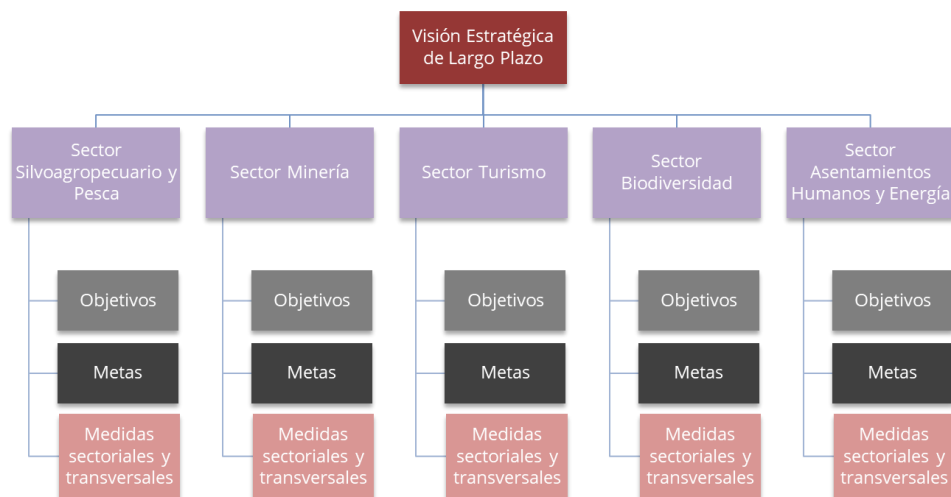 Visión Estratégica
de Largo Plazo
Sector
Silvoagropecuario y
Pesca
Sector Minería
Sector Turismo
Sector
Biodiversidad
Sector
Asentamientos
Humanos y Energía
Objetivos
Objetivos
Objetivos
Objetivos
Objetivos
Metas
Metas
Metas
Metas
Metas
Medidas
sectoriales y
transversales
Medidas
sectoriales y
transversales
Medidas
sectoriales y
transversales
Medidas
sectoriales y
transversales
Medidas
sectoriales y
transversales